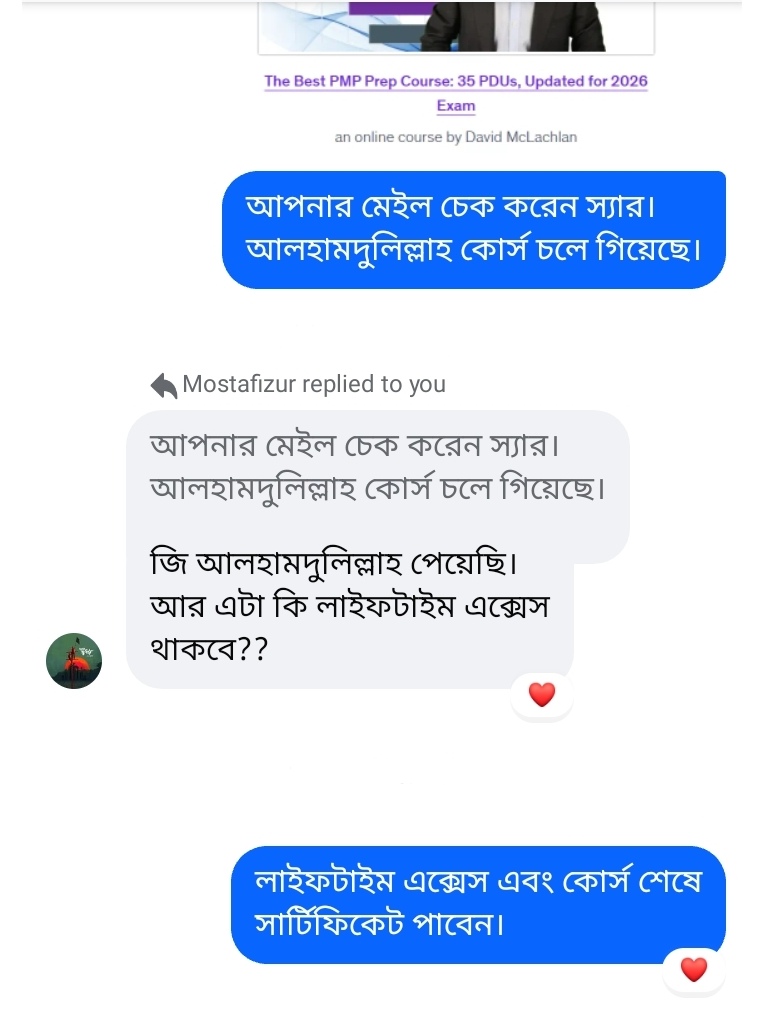 The Best PMP Prep Course: 35 PDUs, Updated for 2026
Exam
an online course by David McLachlan
আপনার মেইল চেক করেন স্যার।
আলহামদুলিল্লাহ কোর্স চলে গিয়েছে।
Mostafizur replied to you
আপনার মেইল চেক করেন স্যার।
আলহামদুলিল্লাহ কোর্স চলে গিয়েছে।
জি আলহামদুলিল্লাহ পেয়েছি।
আর এটা কি লাইফটাইম এক্সেস
থাকবে??
লাইফটাইম এক্সেস এবং কোর্স শেষে
সার্টিফিকেট পাবেন।